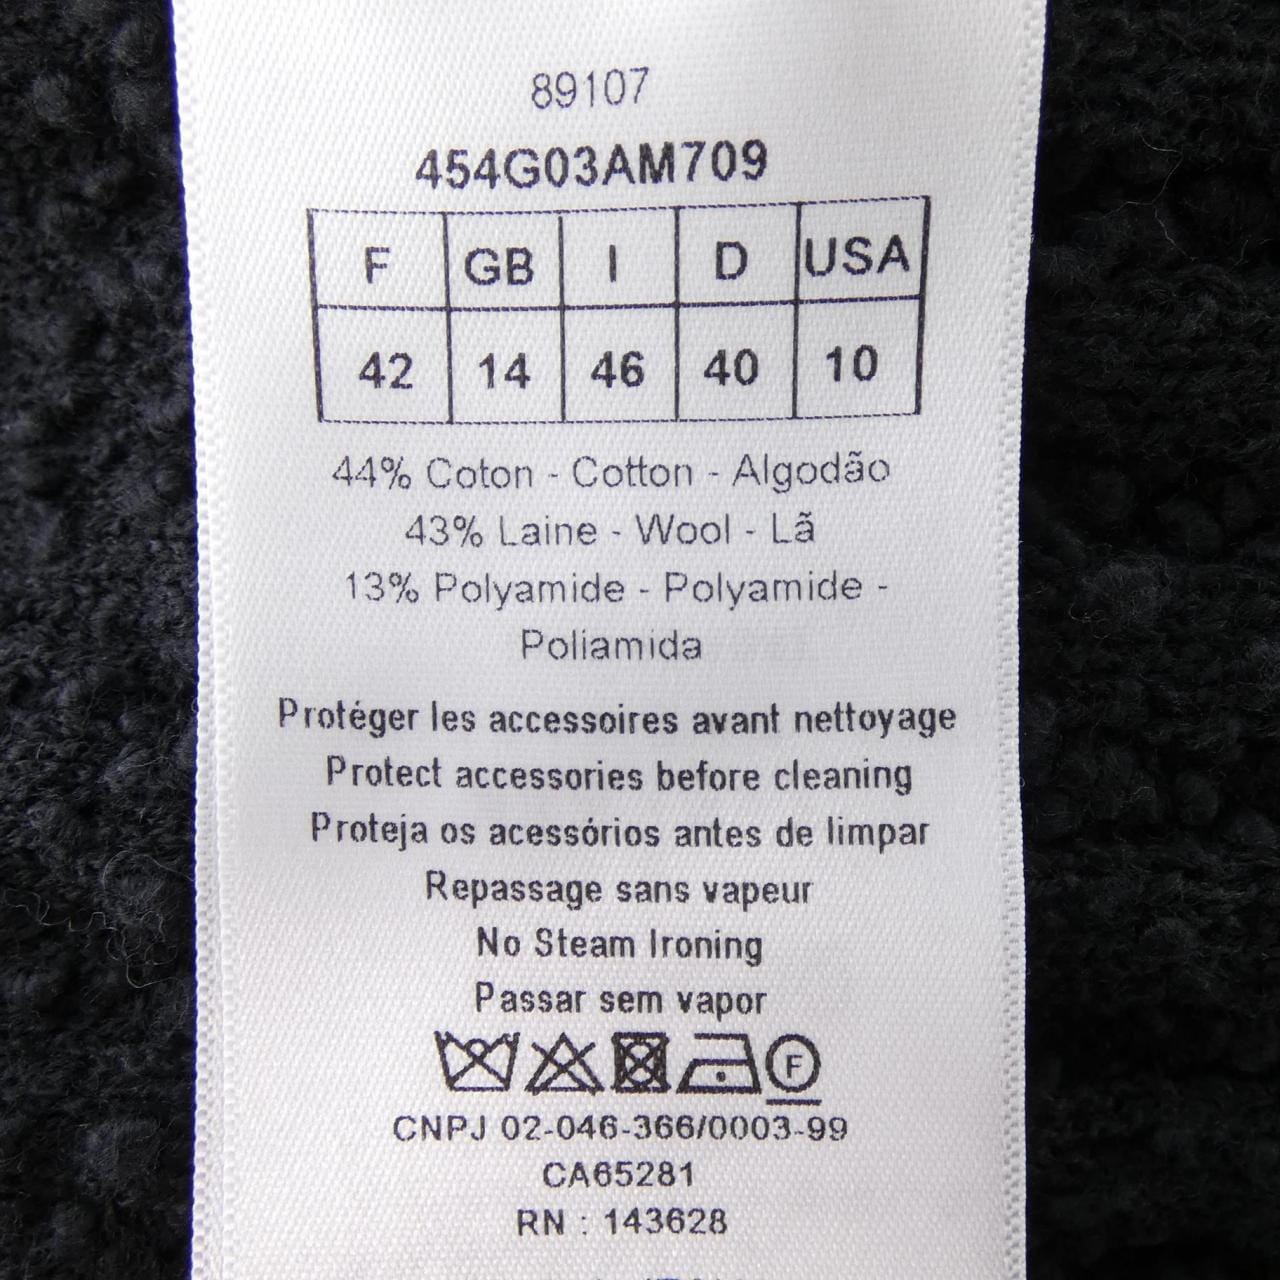 89107
454G03AM709
F GB I D USA
42 14 46 40 10
44% Coton - Cotton - Algodão
43% Laine - Wool - Lã
13% Polyamide - Polyamide -
Poliamida
Protéger les accessoires avant nettoyage
Protect accessories before cleaning
Proteja os acessórios antes de limpar
Repassage sans vapeur
No Steam Ironing
Passar sem vapor
F
CNPJ 02-046-366/0003-99
CA65281
RN : 143628